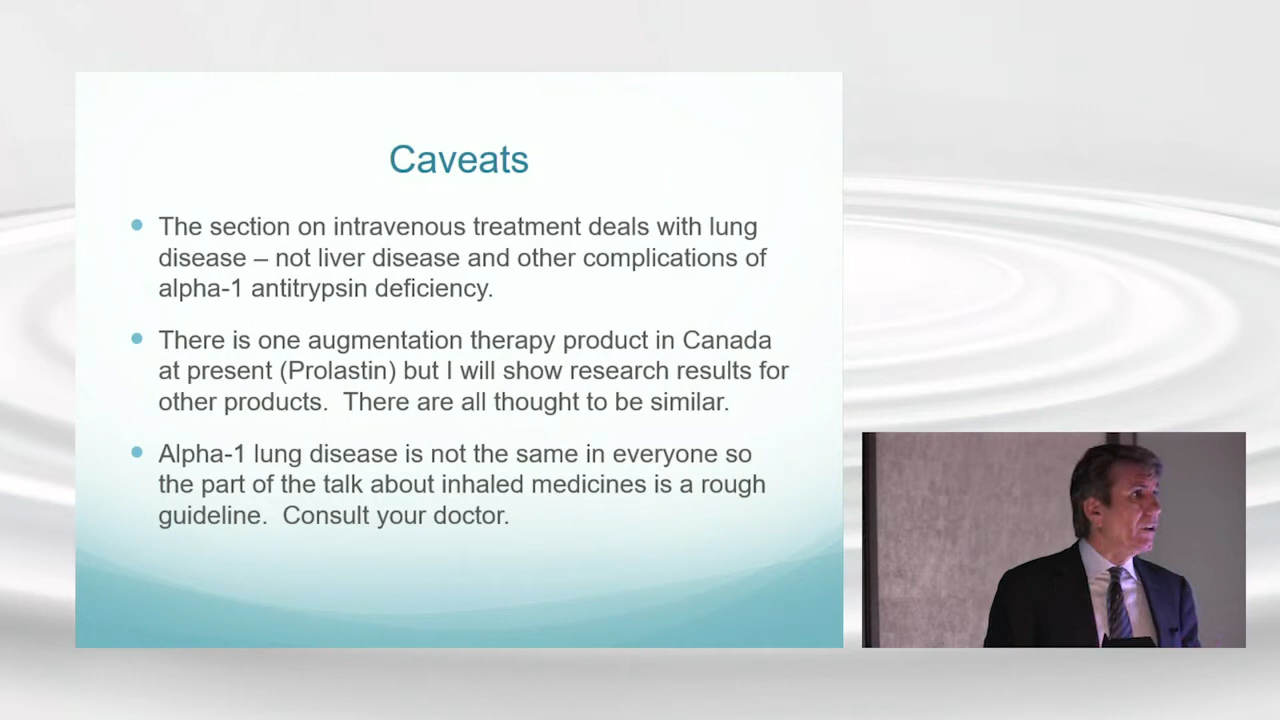 Caveats
The section on intravenous treatment deals with lung
disease – not liver disease and other complications of
alpha-1 antitrypsin deficiency.
There is one augmentation therapy product in Canada
at present (Prolastin) but I will show research results for
other products.  There are all thought to be similar.
Alpha-1 lung disease is not the same in everyone so
the part of the talk about inhaled medicines is a rough
guideline.  Consult your doctor.